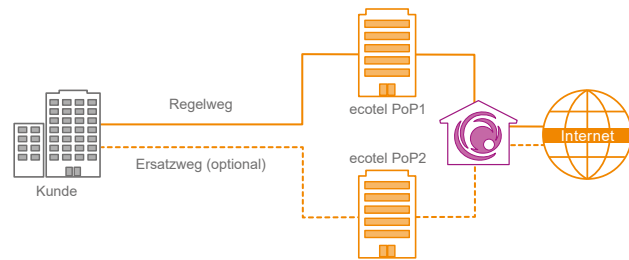 Regelweg
ecotel PoP1
Internet
Ersatzweg (optional)
ecotel PoP2
Kunde